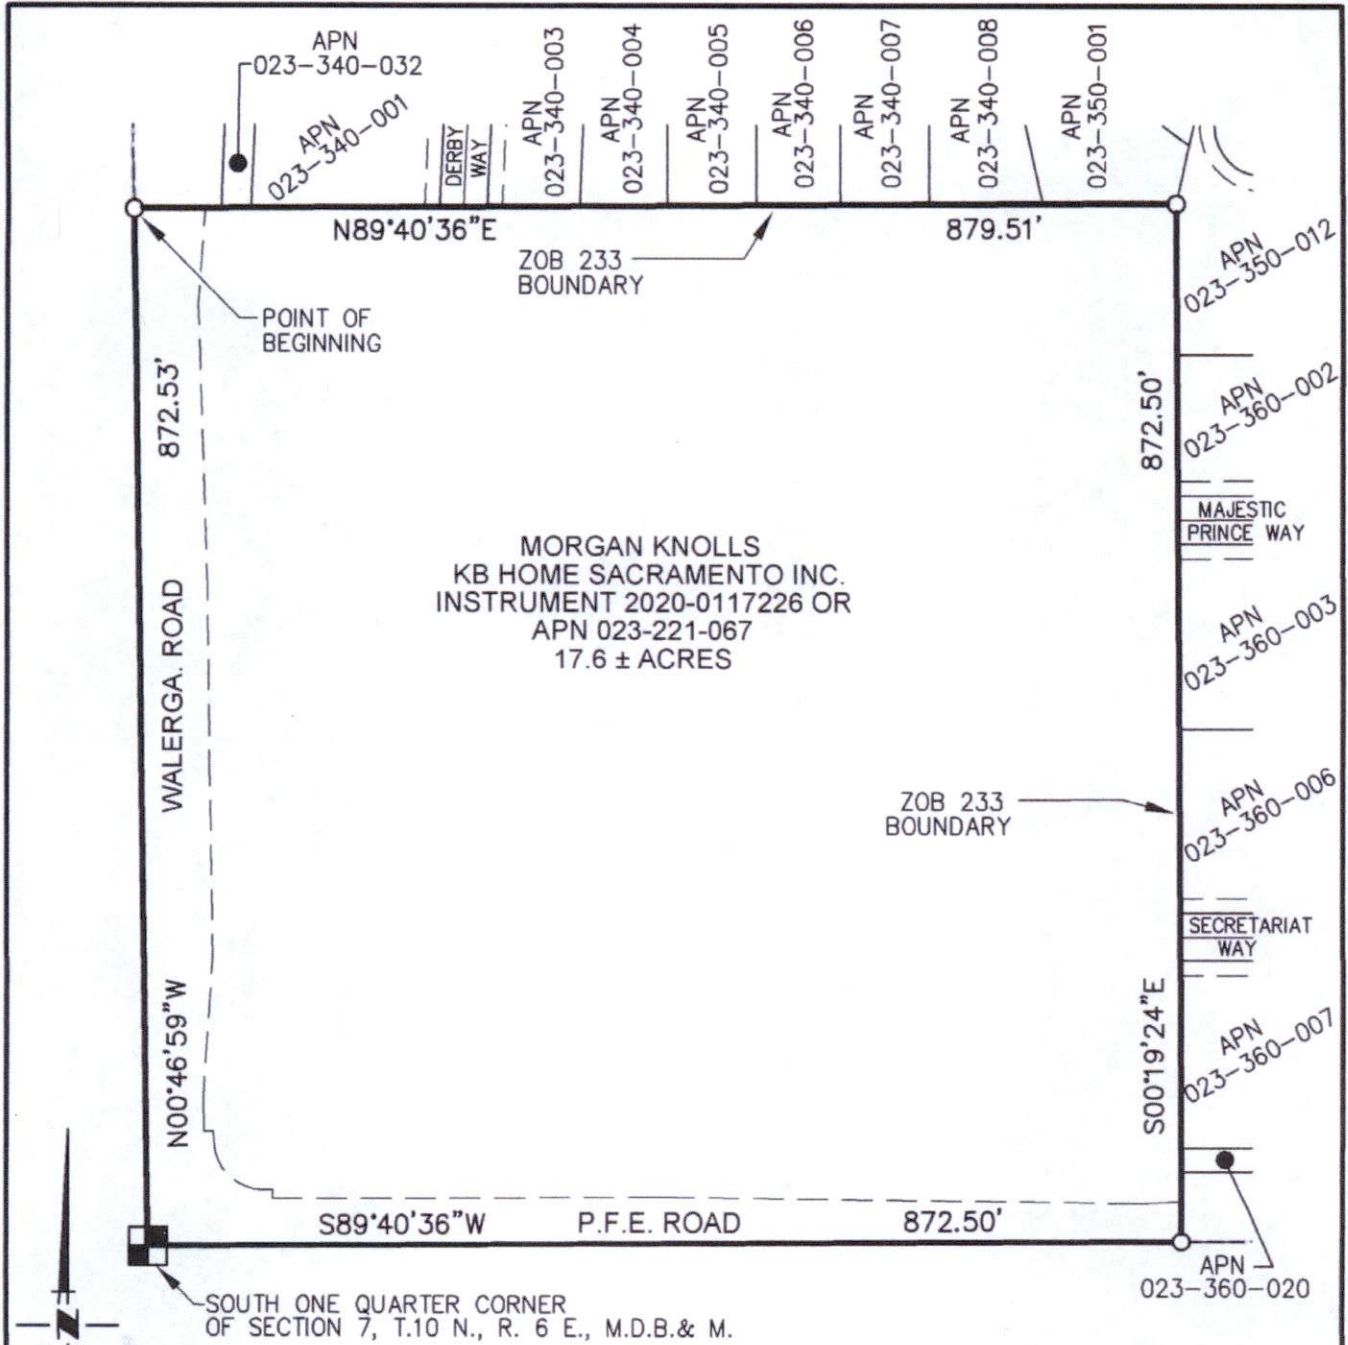 APN
023-340-032
APN
023-340-001
DERBY
WAY
APN
023-340-003
APN
023-340-004
APN
023-340-005
APN
023-340-006
APN
023-340-007
APN
023-340-008
APN
023-350-001
N89°40'36"E
879.51'
ZOB 233
BOUNDARY
POINT OF
BEGINNING
APN
023-350-012
872.53'
872.50'
APN
023-360-002
MAJESTIC
PRINCE WAY
MORGAN KNOLLS
KB HOME SACRAMENTO INC.
INSTRUMENT 2020-0117226 OR
APN 023-221-067
17.6 ± ACRES
WALERGA. ROAD
APN
023-360-003
ZOB 233
BOUNDARY
APN
023-360-006
SECRETARIAT
WAY
N00°46'59"W
S00°19'24"E
APN
023-360-007
S89°40'36"W
P.F.E. ROAD
872.50'
APN
023-360-020
SOUTH ONE QUARTER CORNER
OF SECTION 7, T.10 N., R. 6 E., M.D.B.& M.
N